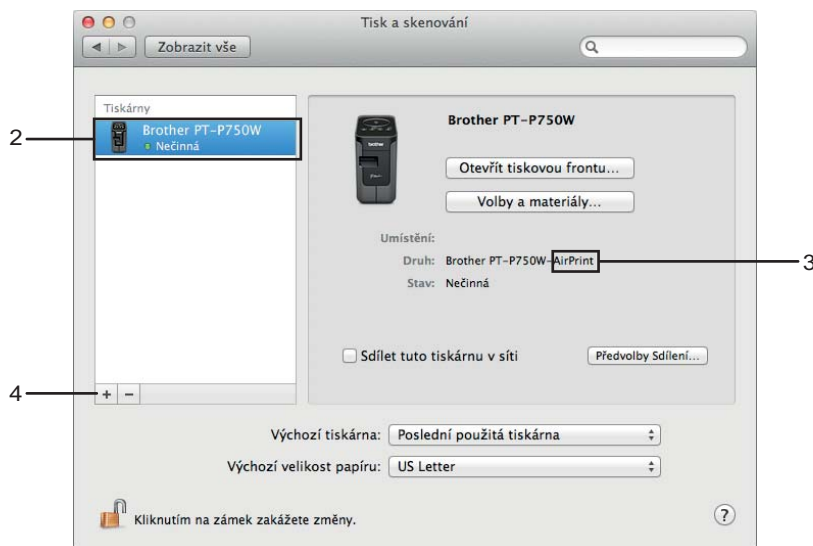 Tisk a skenování
Zobrazit vše
Tiskárny
2
Brother PT-P750W
Nečinná
brother
Brother PT-P750W
Otevřít tiskovou frontu...
Volby a materiály...
Umístění:
Druh: Brother PT-P750W-AirPrint
3
Stav: Nečinná
Sdílet tuto tiskárnu v síti
Předvolby Sdílení...
4
+ −
Výchozí tiskárna: Poslední použitá tiskárna
Výchozí velikost papíru: US Letter
Kliknutím na zámek zakážete změny.
?